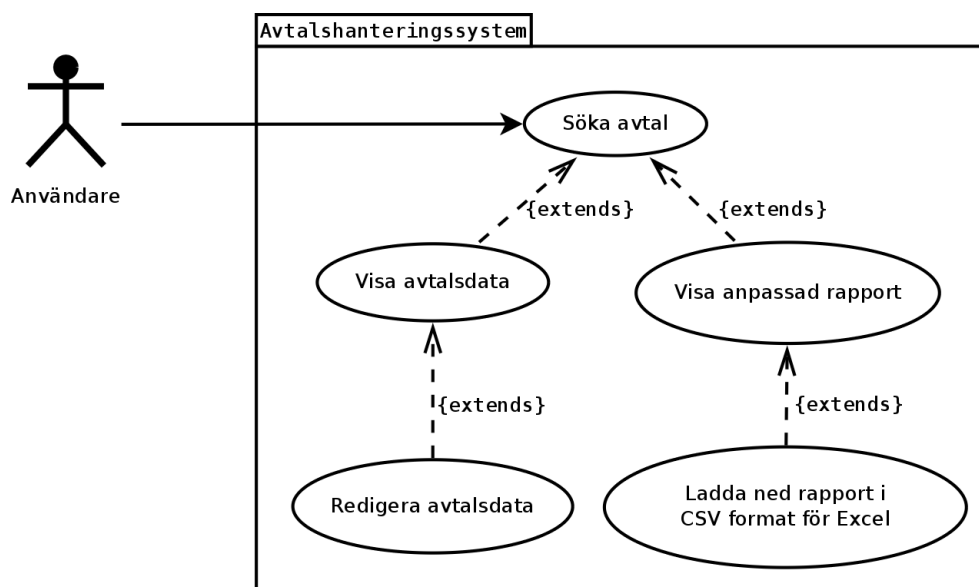 Avtalshanteringssystem
Söka avtal
Användare
{extends}
{extends}
Visa avtalsdata
Visa anpassad rapport
{extends}
{extends}
Redigera avtalsdata
Ladda ned rapport i
CSV format för Excel